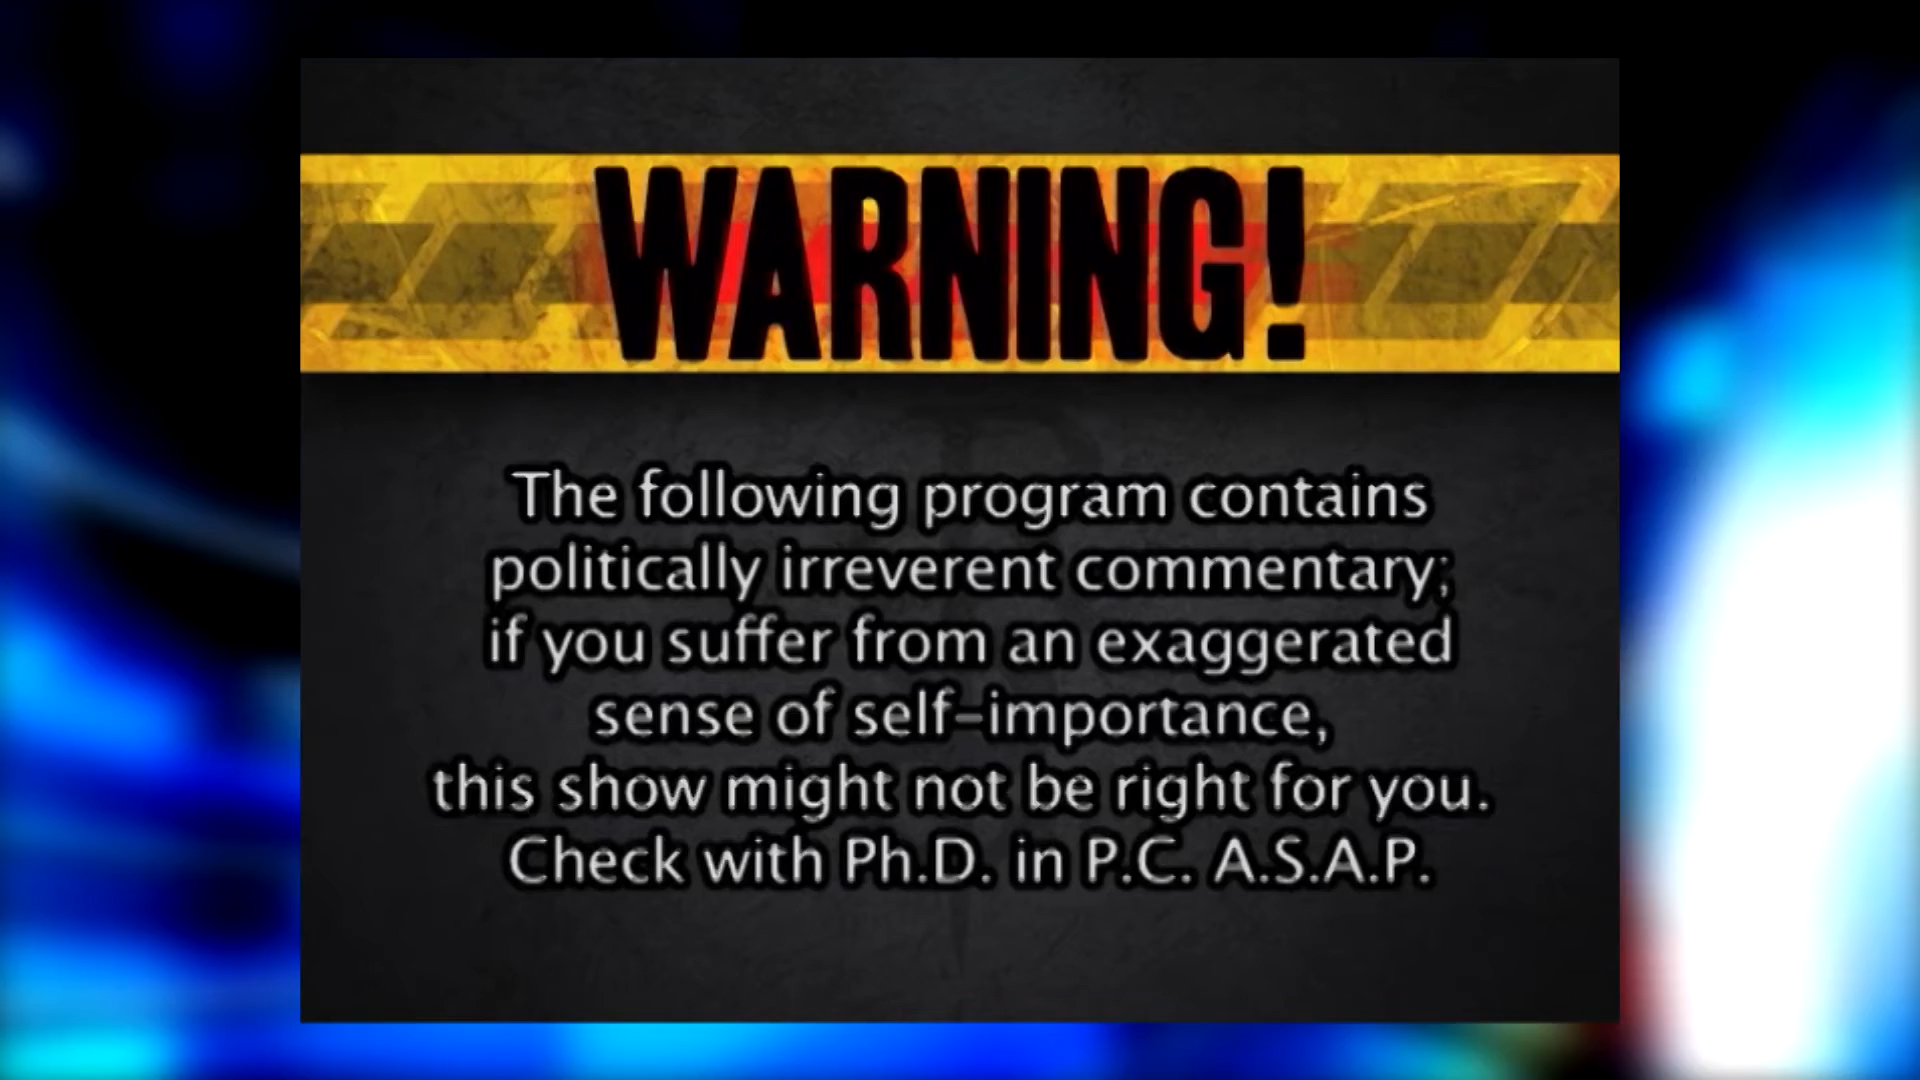 WARNING!
The following program contains
politically irreverent commentary;
if you suffer from an exaggerated
sense of self-importance,
this show might not be right for you.
Check with Ph.D. in P.C. A.S.A.P.